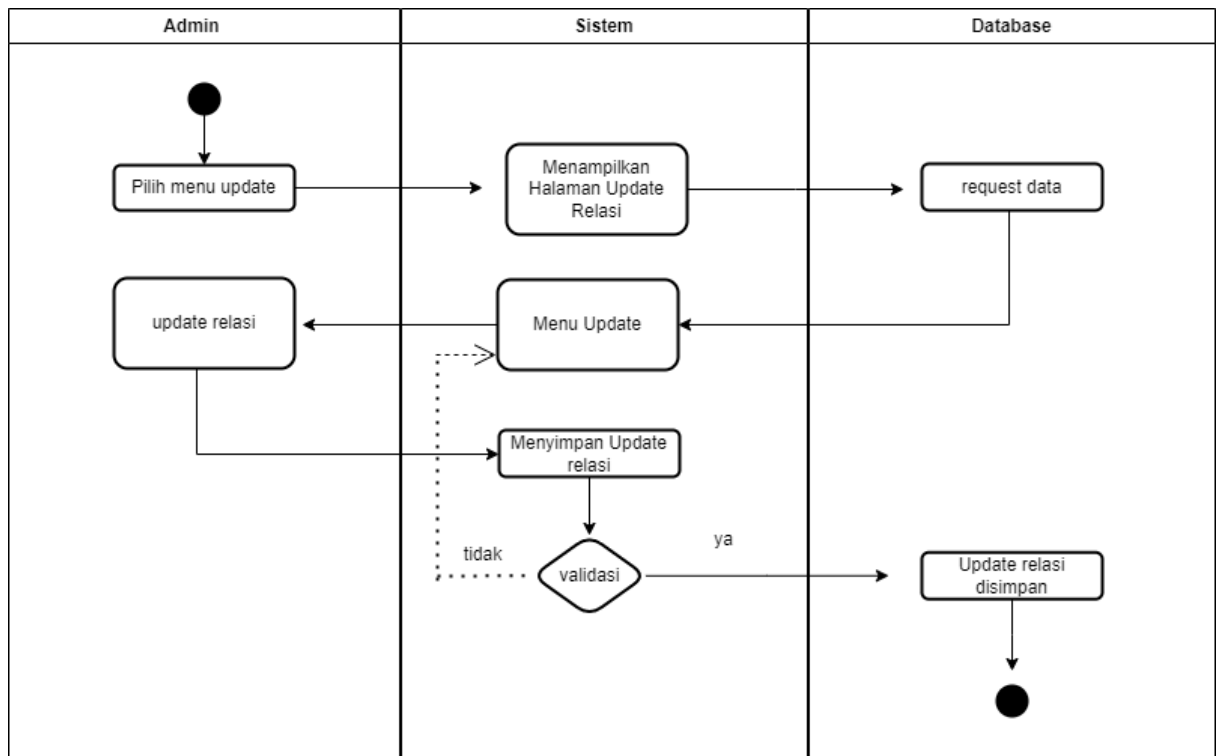 Admin
Sistem
Database
Pilih menu update
Menampilkan
Halaman Update
Relasi
request data
update relasi
Menu Update
Menyimpan Update
relasi
tidak
validasi
ya
Update relasi
disimpan